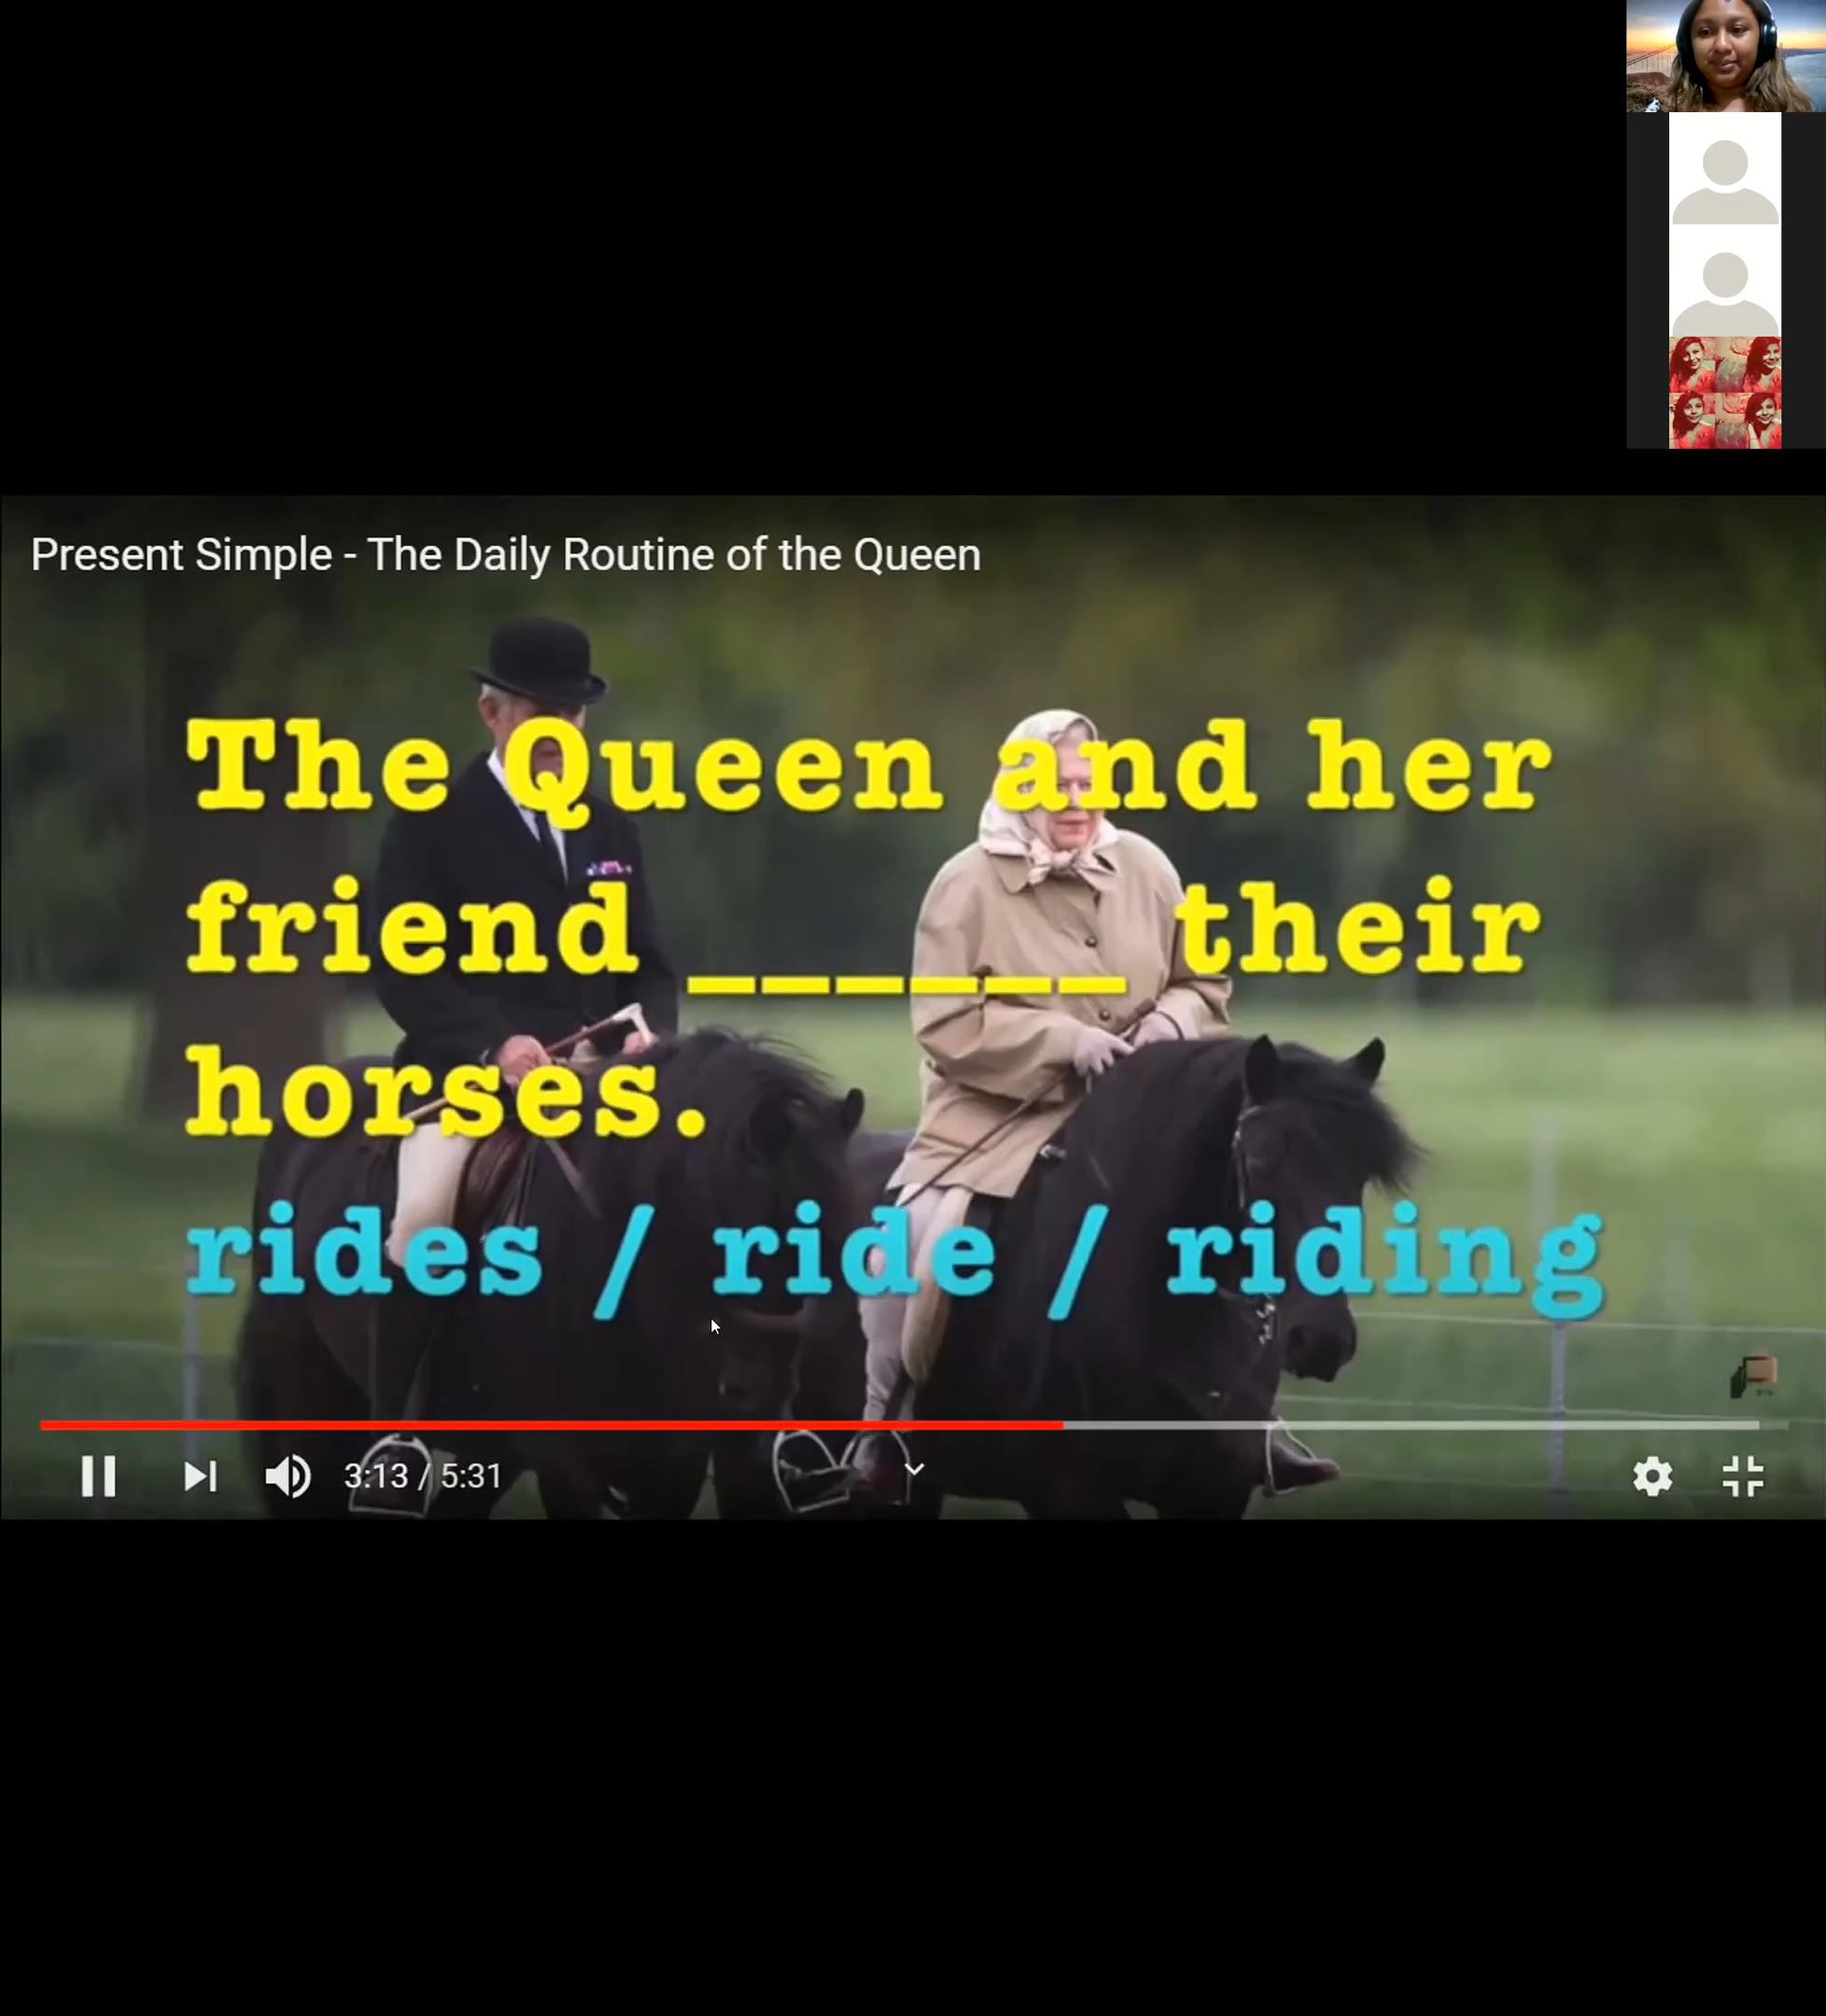 Present Simple - The Daily Routine of the Queen
The Queen and her
friend ______ their
horses.
rides / ride / riding
3:13 / 5:31